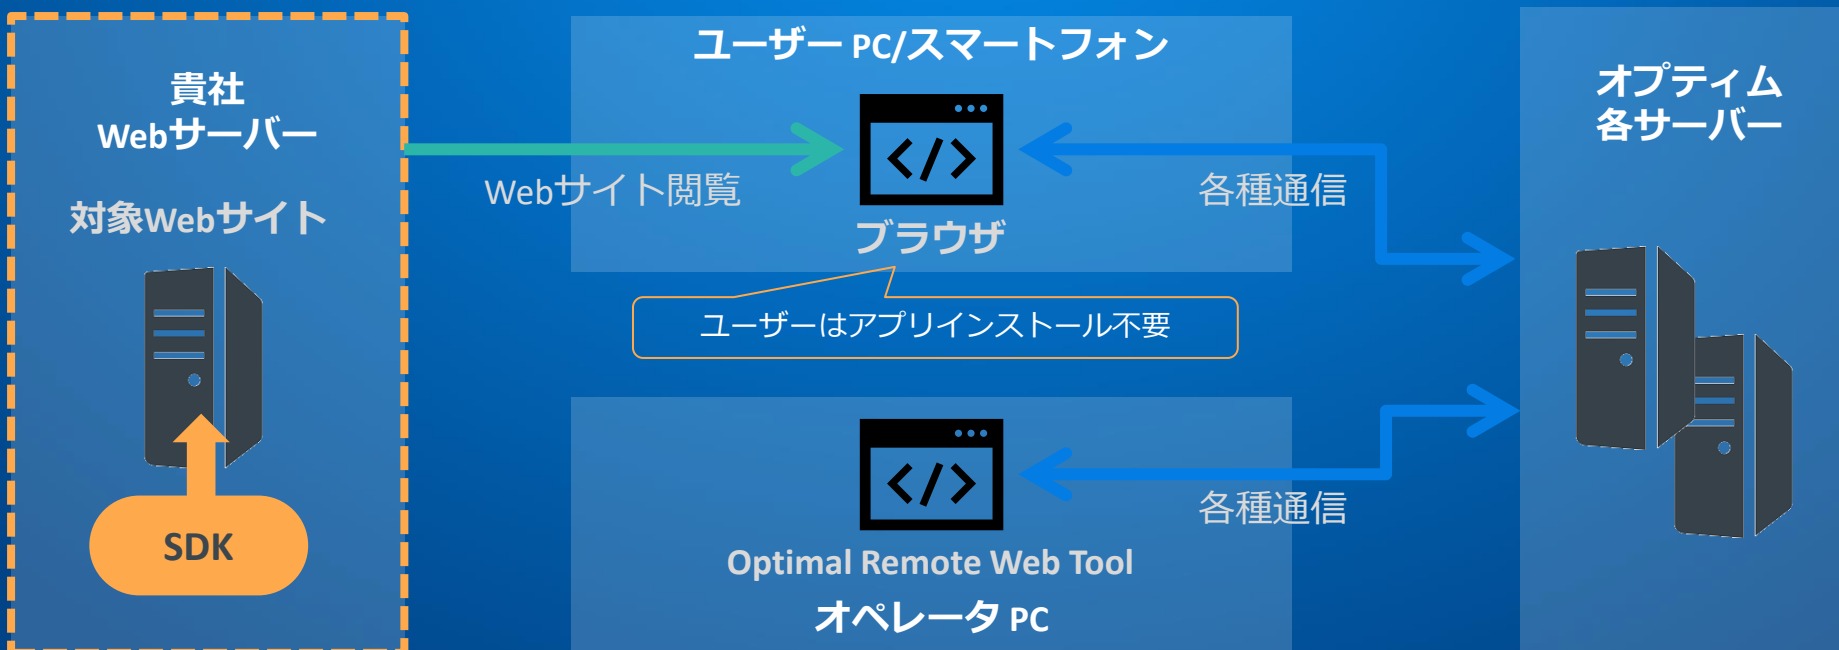 貴社
Webサーバー
対象Webサイト
SDK
ユーザー PC/スマートフォン
Webサイト閲覧
</>
ブラウザ
各種通信
ユーザーはアプリインストール不要
</>
各種通信
Optimal Remote Web Tool
オペレータ PC
オプティム
各サーバー